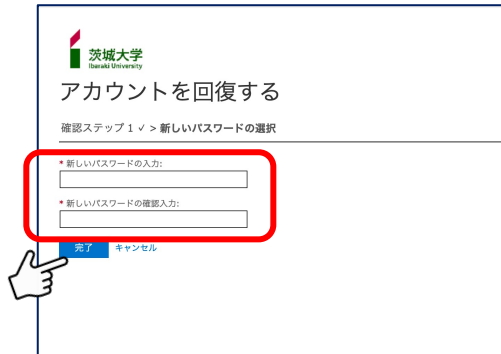 茨城大学
Ibaraki University
アカウントを回復する
確認ステップ 1 ✓ > 新しいパスワードの選択
* 新しいパスワードの入力:
* 新しいパスワードの確認入力:
完了 キャンセル